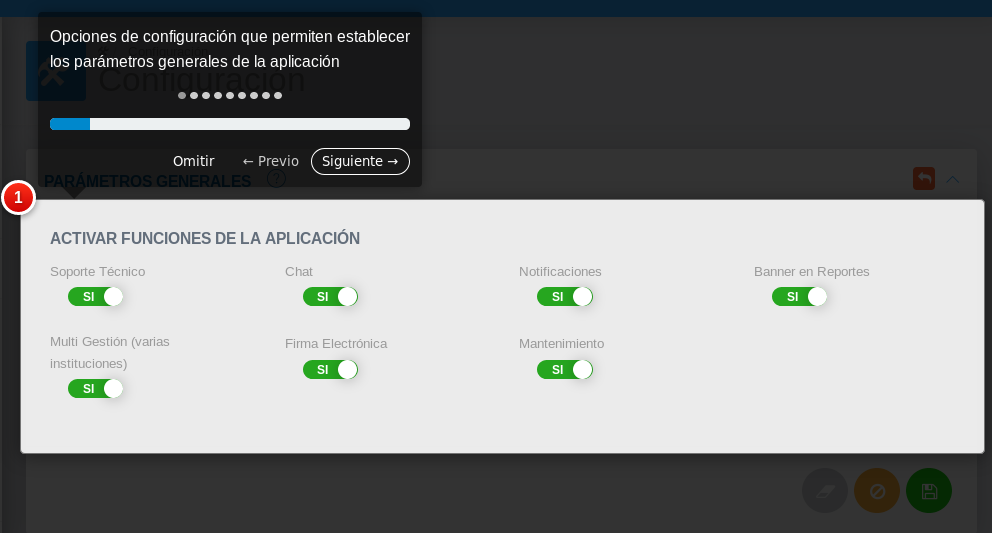 Opciones de configuración que permiten establecer
los parámetros generales de la aplicación
Configuración
Omitir
← Previo
Siguiente →
PARÁMETROS GENERALES
1
ACTIVAR FUNCIONES DE LA APLICACIÓN
Soporte Técnico
Chat
Notificaciones
Banner en Reportes
SI
SI
SI
SI
Multi Gestión (varias
instituciones)
Firma Electrónica
Mantenimiento
SI
SI
SI